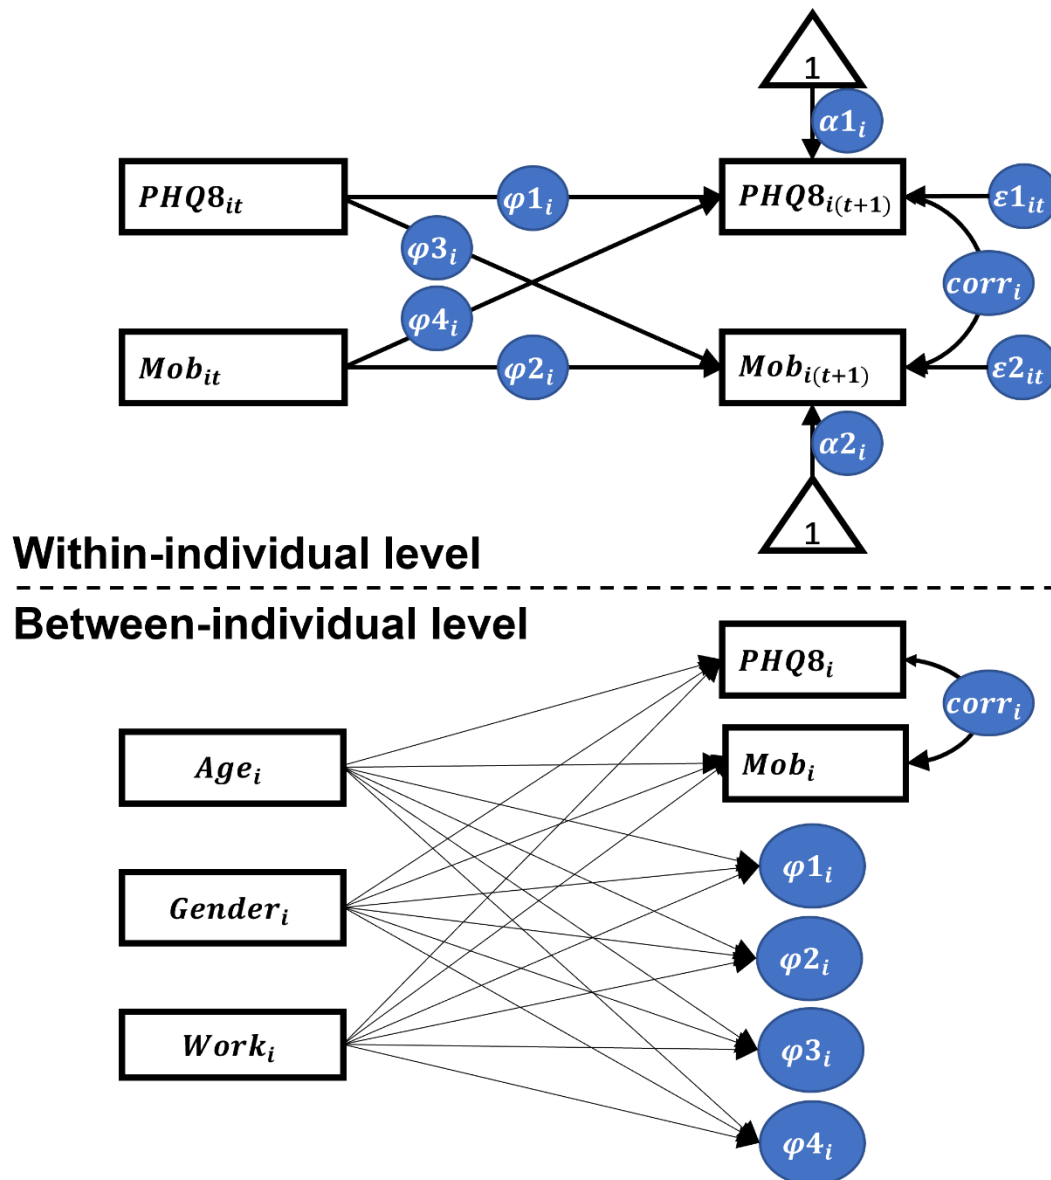 1
α1ᵢ
PHQ8ᵢₜ
φ1ᵢ
PHQ8ᵢ₍ₜ₊₁₎
ε1ᵢₜ
φ3ᵢ
corrᵢ
φ4ᵢ
Mobᵢₜ
φ2ᵢ
Mobᵢ₍ₜ₊₁₎
ε2ᵢₜ
α2ᵢ
1
Within-individual level
Between-individual level
PHQ8ᵢ
corrᵢ
Mobᵢ
Ageᵢ
φ1ᵢ
Genderᵢ
φ2ᵢ
Workᵢ
φ3ᵢ
φ4ᵢ